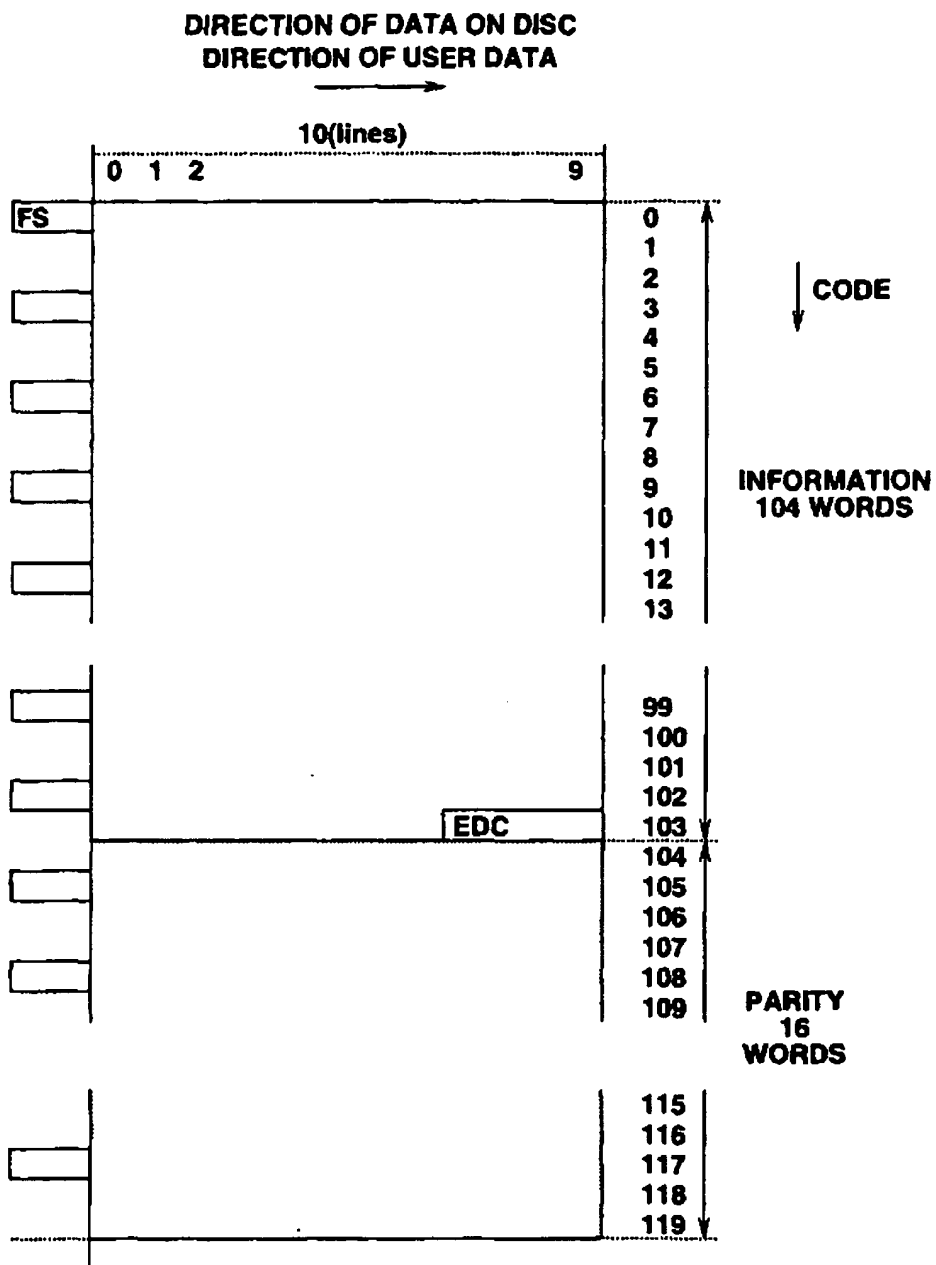 DIRECTION OF DATA ON DISC
DIRECTION OF USER DATA
10(lines)
0 1 2 9
FS
0
1
2
3
4
5
6
7
8
9
10
11
12
13
CODE
INFORMATION
104 WORDS
99
100
101
102
103
EDC
104
105
106
107
108
109
PARITY
16
WORDS
115
116
117
118
119